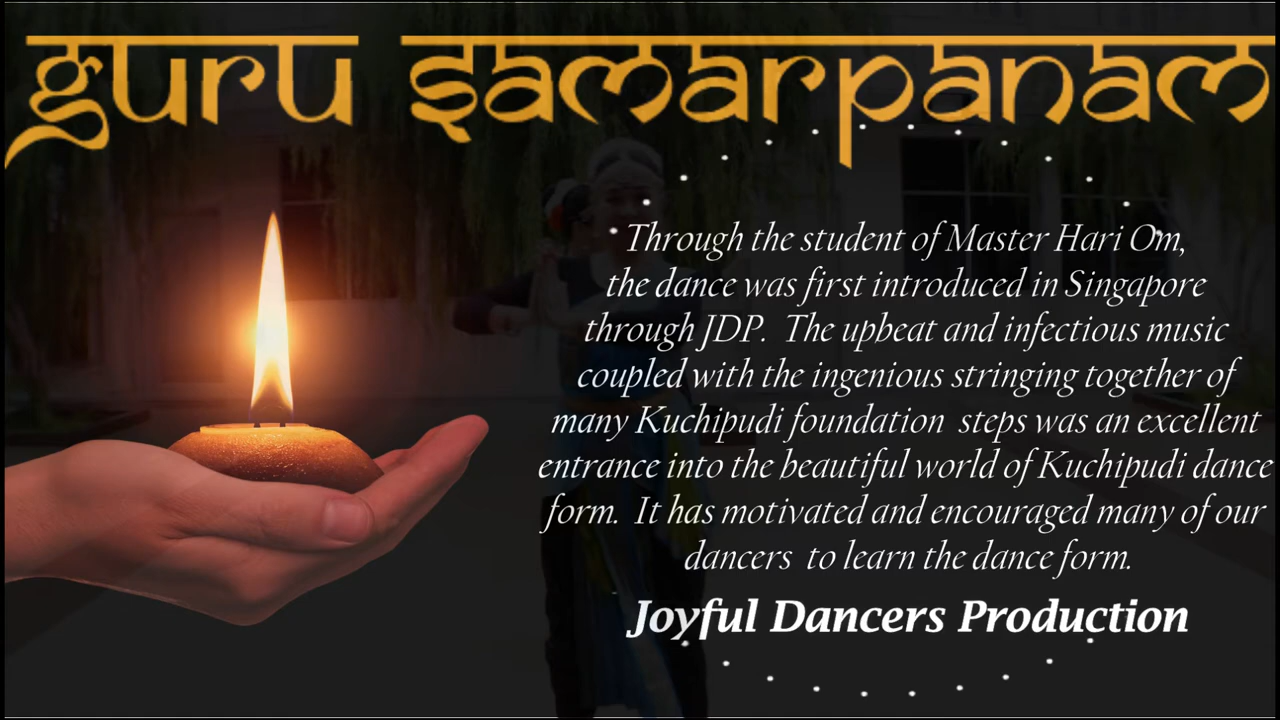 guru samarpanam
Through the student of Master Hari Om,
the dance was first introduced in Singapore
through JDP. The upbeat and infectious music
coupled with the ingenious stringing together of
many Kuchipudi foundation steps was an excellent
entrance into the beautiful world of Kuchipudi dance
form. It has motivated and encouraged many of our
dancers to learn the dance form.
Joyful Dancers Production